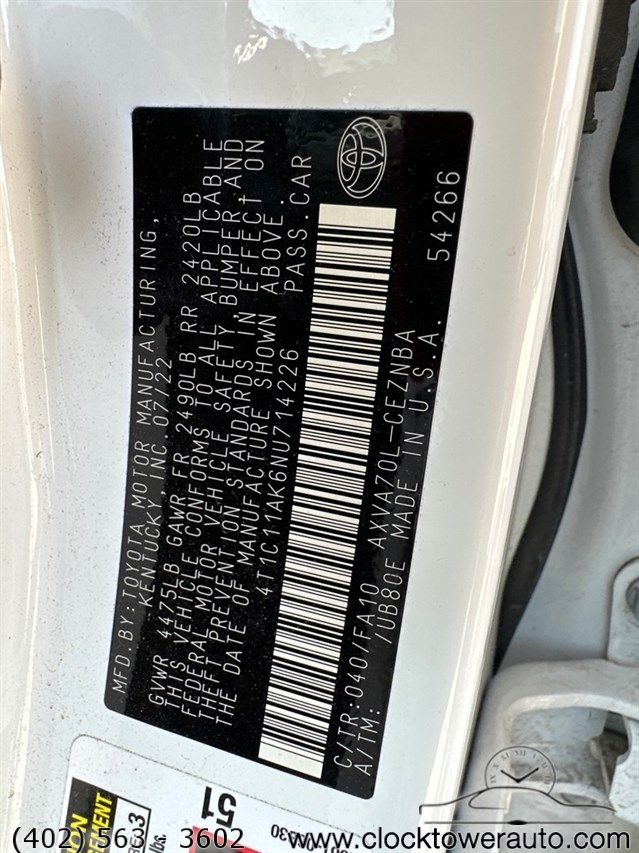 MFD. BY: TOYOTA MOTOR MANUFACTURING,
KENTUCKY, INC. 07/22
GVWR 4475LB GAWR FR 2490LB RR 2420LB
THIS VEHICLE CONFORMS TO ALL APPLICABLE
FEDERAL MOTOR VEHICLE SAFETY, BUMPER, AND
THEFT PREVENTION STANDARDS IN EFFECT ON
THE DATE OF MANUFACTURE SHOWN ABOVE.
4T1C11AK6NU714226 PASS. CAR
C/TR: 040/FA10 AXVA70L-CEZNBA
A/TM: /UB80E MADE IN U.S.A. 54266
51
(402) 563 - 3602 www.clocktowerauto.com